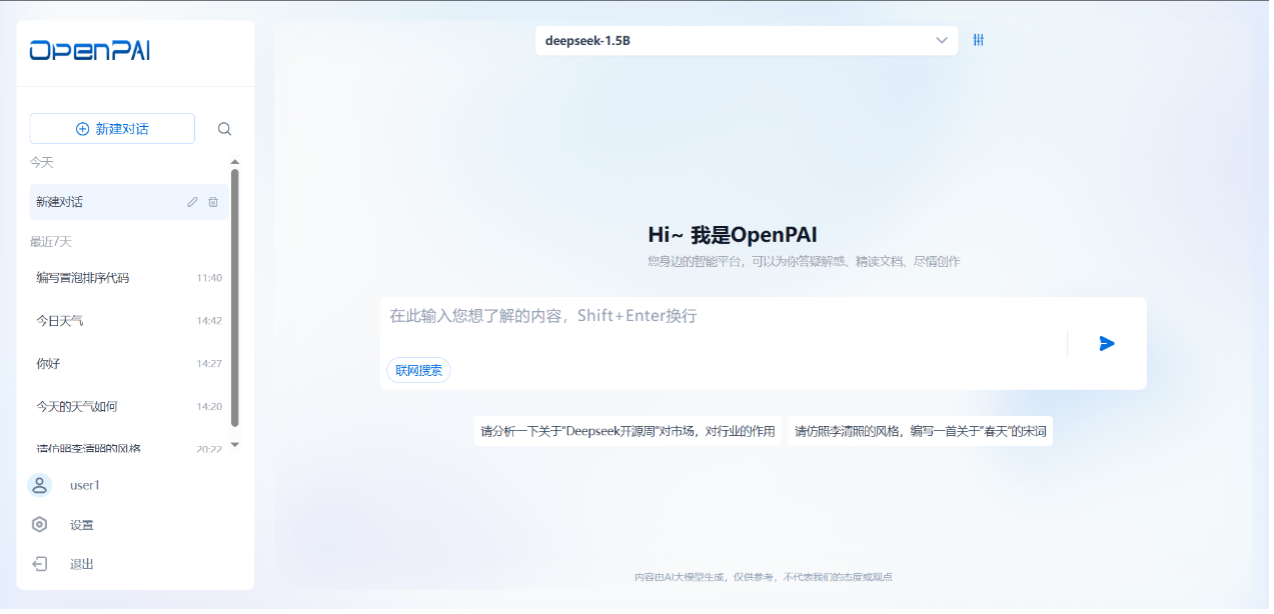 OpenPAI
deepseek-1.5B
新建对话
今天
新建对话
最近7天
编写冒泡排序代码 11:40
今日天气 14:42
你好 14:27
今天的天气如何 14:20
请仿照李清照的风格 20:22
user1
设置
退出
Hi~ 我是OpenPAI
您身边的智能平台，可以为你答疑解惑、精读文档、尽情创作
在此输入您想了解的内容，Shift+Enter换行
联网搜索
请分析一下关于"Deepseek开源周"对市场，对行业的作用
请仿照李清照的风格，编写一首关于"春天"的宋词
内容由AI大模型生成，仅供参考，不代表我们的态度或观点